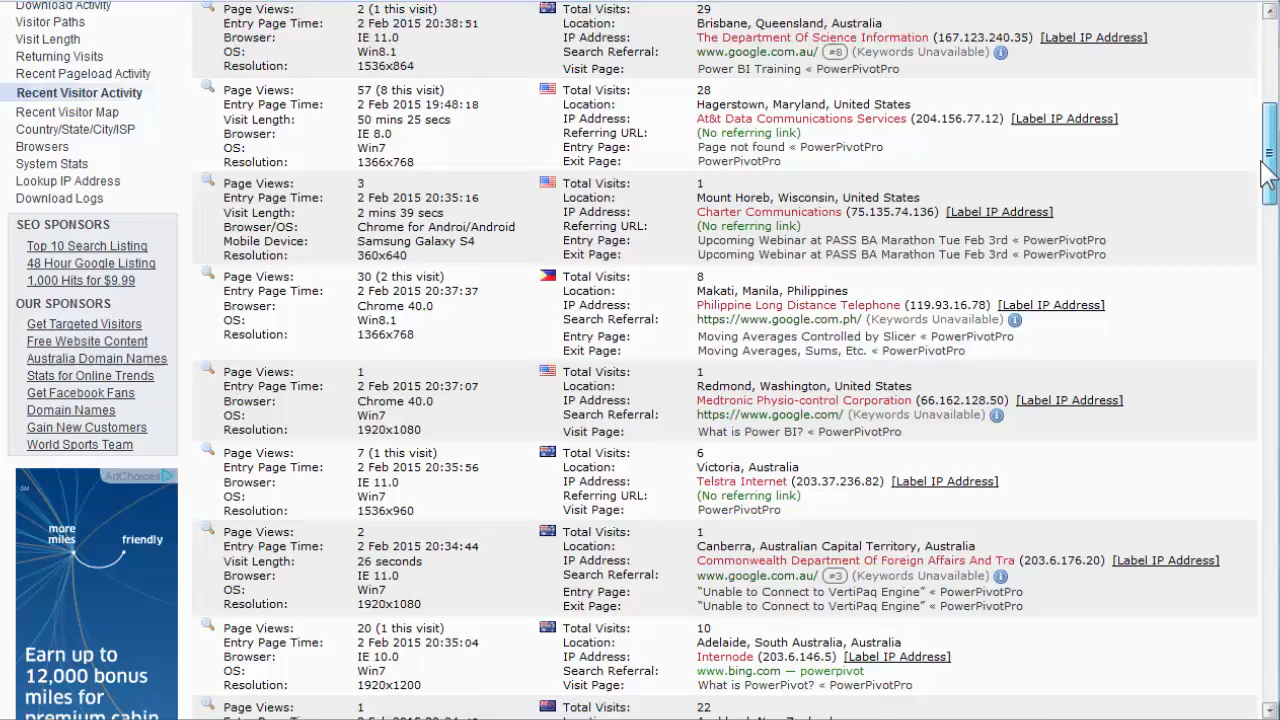 Download Activity
Visitor Paths
Visit Length
Returning Visits
Recent Pageload Activity
Recent Visitor Activity
Recent Visitor Map
Country/State/City/ISP
Browsers
System Stats
Lookup IP Address
Download Logs
SEO SPONSORS
Top 10 Search Listing
48 Hour Google Listing
1,000 Hits for $9.99
OUR SPONSORS
Get Targeted Visitors
Free Website Content
Australia Domain Names
Stats for Online Trends
Get Facebook Fans
Domain Names
Gain New Customers
World Sports Team
AdChoices
more miles
friendly
Earn up to
12,000 bonus
miles for
premium cabin
Page Views: 2 (1 this visit) Total Visits: 29
Entry Page Time: 2 Feb 2015 20:38:51 Location: Brisbane, Queensland, Australia
Browser: IE 11.0 IP Address: The Department Of Science Information (167.123.240.35) [Label IP Address]
OS: Win8.1 Search Referral: www.google.com.au/ #8 (Keywords Unavailable)
Resolution: 1536x864 Visit Page: Power BI Training « PowerPivotPro
Page Views: 57 (8 this visit) Total Visits: 28
Entry Page Time: 2 Feb 2015 19:48:18 Location: Hagerstown, Maryland, United States
Visit Length: 50 mins 25 secs IP Address: At&t Data Communications Services (204.156.77.12) [Label IP Address]
Browser: IE 8.0 Referring URL: (No referring link)
OS: Win7 Entry Page: Page not found « PowerPivotPro
Resolution: 1366x768 Exit Page: PowerPivotPro
Page Views: 3 Total Visits: 1
Entry Page Time: 2 Feb 2015 20:35:16 Location: Mount Horeb, Wisconsin, United States
Visit Length: 2 mins 39 secs IP Address: Charter Communications (75.135.74.136) [Label IP Address]
Browser/OS: Chrome for Androi/Android Referring URL: (No referring link)
Mobile Device: Samsung Galaxy S4 Entry Page: Upcoming Webinar at PASS BA Marathon Tue Feb 3rd « PowerPivotPro
Resolution: 360x640 Exit Page: Upcoming Webinar at PASS BA Marathon Tue Feb 3rd « PowerPivotPro
Page Views: 30 (2 this visit) Total Visits: 8
Entry Page Time: 2 Feb 2015 20:37:37 Location: Makati, Manila, Philippines
Browser: Chrome 40.0 IP Address: Philippine Long Distance Telephone (119.93.16.78) [Label IP Address]
OS: Win8.1 Search Referral: https://www.google.com.ph/ (Keywords Unavailable)
Resolution: 1366x768 Entry Page: Moving Averages Controlled by Slicer « PowerPivotPro
Exit Page: Moving Averages, Sums, Etc. « PowerPivotPro
Page Views: 1 Total Visits: 1
Entry Page Time: 2 Feb 2015 20:37:07 Location: Redmond, Washington, United States
Browser: Chrome 40.0 IP Address: Medtronic Physio-control Corporation (66.162.128.50) [Label IP Address]
OS: Win7 Search Referral: https://www.google.com/ (Keywords Unavailable)
Resolution: 1920x1080 Visit Page: What is Power BI? « PowerPivotPro
Page Views: 7 (1 this visit) Total Visits: 6
Entry Page Time: 2 Feb 2015 20:35:56 Location: Victoria, Australia
Browser: IE 11.0 IP Address: Telstra Internet (203.37.236.82) [Label IP Address]
OS: Win7 Referring URL: (No referring link)
Resolution: 1536x960 Visit Page: PowerPivotPro
Page Views: 2 Total Visits: 1
Entry Page Time: 2 Feb 2015 20:34:44 Location: Canberra, Australian Capital Territory, Australia
Visit Length: 26 seconds IP Address: Commonwealth Department Of Foreign Affairs And Tra (203.6.176.20) [Label IP Address]
Browser: IE 11.0 Search Referral: www.google.com.au/ #3 (Keywords Unavailable)
OS: Win7 Entry Page: "Unable to Connect to VertiPaq Engine" « PowerPivotPro
Resolution: 1920x1080 Exit Page: "Unable to Connect to VertiPaq Engine" « PowerPivotPro
Page Views: 20 (1 this visit) Total Visits: 10
Entry Page Time: 2 Feb 2015 20:35:04 Location: Adelaide, South Australia, Australia
Browser: IE 10.0 IP Address: Internode (203.6.146.5) [Label IP Address]
OS: Win7 Search Referral: www.bing.com — powerpivot
Resolution: 1920x1200 Visit Page: What is PowerPivot? « PowerPivotPro
Page Views: 1 Total Visits: 22